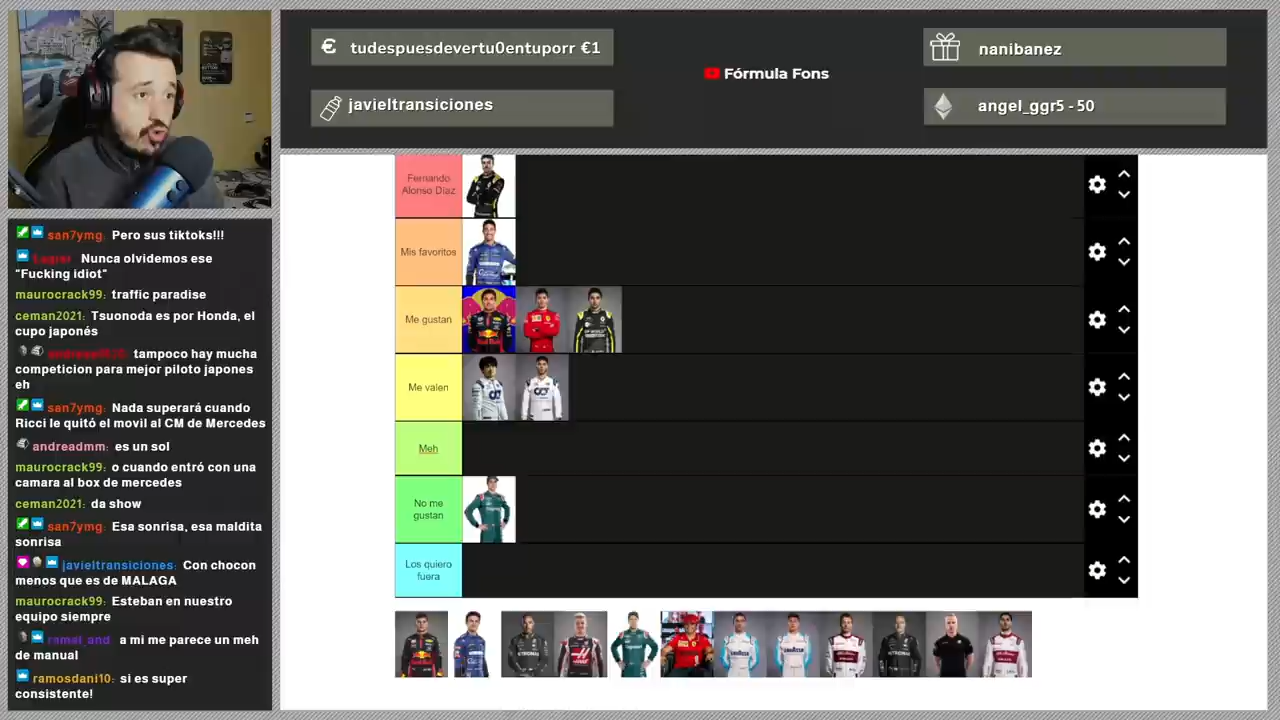 tudespuesdevertu0entuporr €1
javieltransiciones
Fórmula Fons
nanibanez
angel_ggr5 - 50
san7ymg: Pero sus tiktoks!!!
Nunca olvidemos ese
"Fucking idiot"
maurocrack99: traffic paradise
ceman2021: Tsuonoda es por Honda, el
cupo japonés
tampoco hay mucha
competicion para mejor piloto japones
eh
san7ymg: Nada superará cuando
Ricci le quitó el movil al CM de Mercedes
andreadmm: es un sol
maurocrack99: o cuando entró con una
camara al box de mercedes
ceman2021: da show
san7ymg: Esa sonrisa, esa maldita
sonrisa
javieltransiciones: Con chocon
menos que es de MALAGA
maurocrack99: Esteban en nuestro
equipo siempre
a mi me parece un meh
de manual
ramosdani10: si es super
consistente!
Fernando
Alonso Díaz
Mis favoritos
Me gustan
Me valen
Meh
No me
gustan
Los quiero
fuera